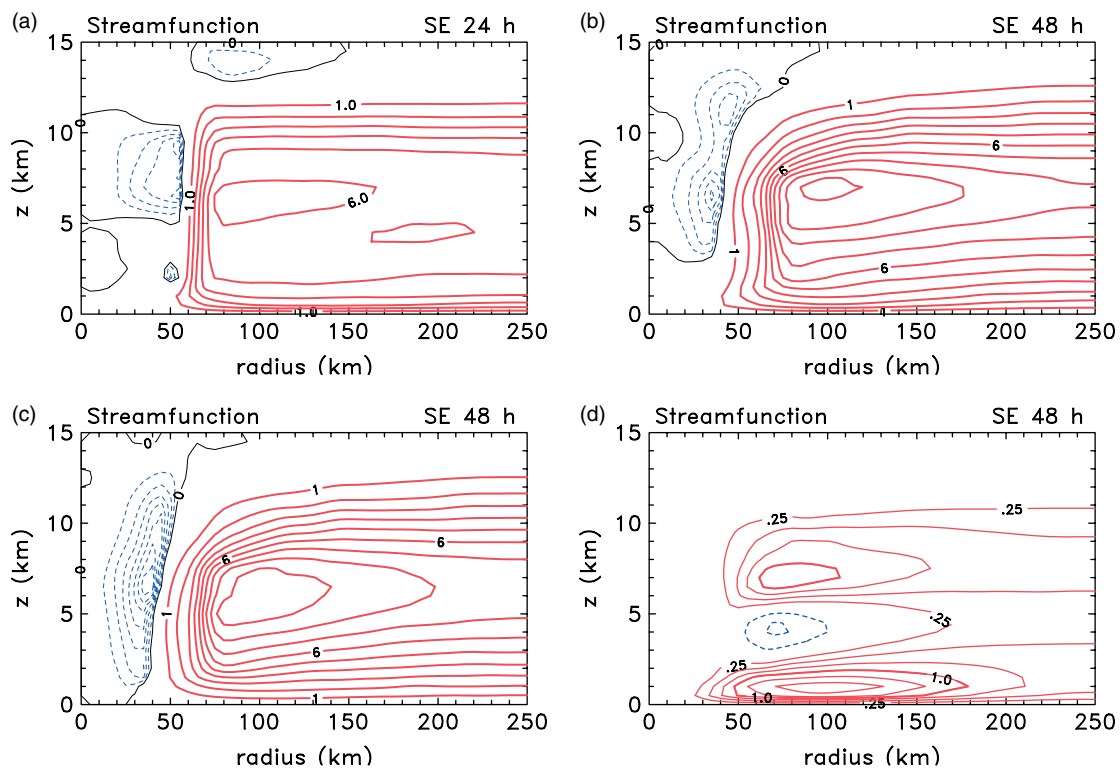 (a) Streamfunction SE 24 h
0
15
1.0
0
10
z (km)
1.0
6.0
5
0
1.0
0 50 100 150 200 250
radius (km)
(b) Streamfunction SE 48 h
0
15
0
1
10
6
6
z (km)
0
5
1
6
0
1
0 50 100 150 200 250
radius (km)
(c) Streamfunction SE 48 h
0
15
1
0
10
6
6
z (km)
0
5
1
6
0
1
0 50 100 150 200 250
radius (km)
(d) Streamfunction SE 48 h
15
.25 .25
10
z (km)
5
.25
.25
1.0
1.0
0
.25
0 50 100 150 200 250
radius (km)